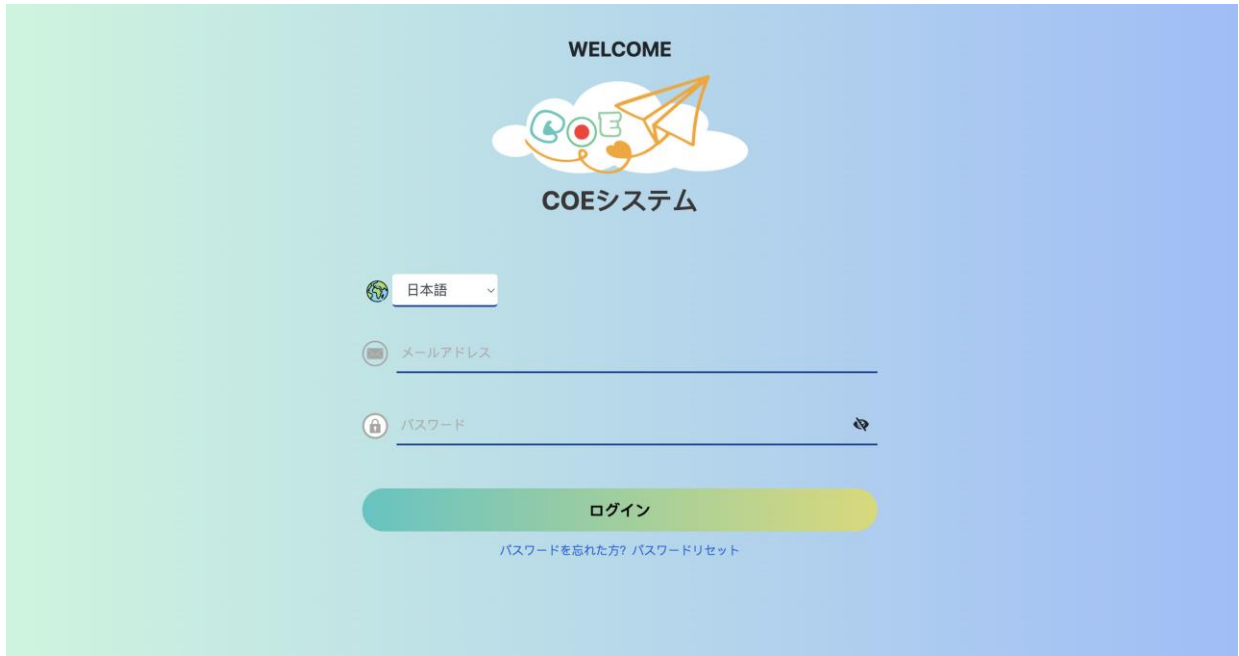 WELCOME
COE
COEシステム
日本語
メールアドレス
パスワード
ログイン
パスワードを忘れた方? パスワードリセット